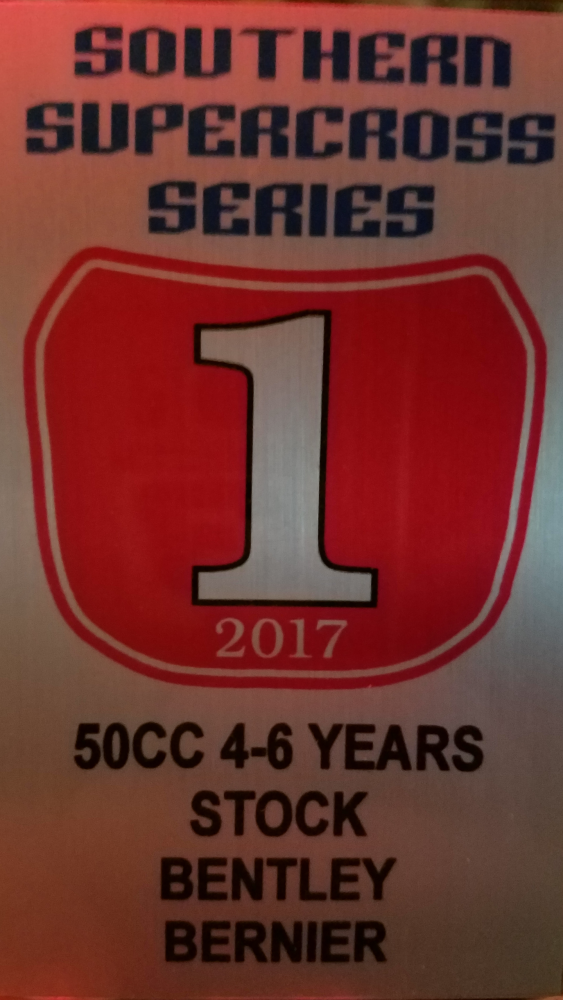 SOUTHERN
SUPERCROSS
SERIES
1
2017
50CC 4-6 YEARS
STOCK
BENTLEY
BERNIER